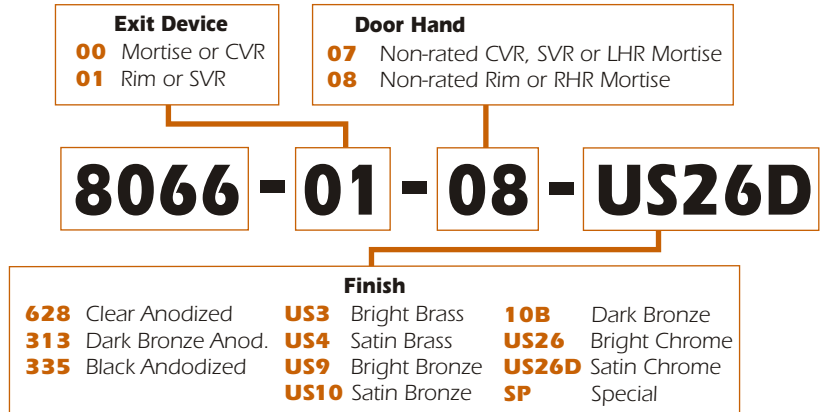 Exit Device
00 Mortise or CVR
01 Rim or SVR
Door Hand
07 Non-rated CVR, SVR or LHR Mortise
08 Non-rated Rim or RHR Mortise
8066-01-08-US26D
Finish
628 Clear Anodized
313 Dark Bronze Anod.
335 Black Andodized
US3 Bright Brass
US4 Satin Brass
US9 Bright Bronze
US10 Satin Bronze
10B Dark Bronze
US26 Bright Chrome
US26D Satin Chrome
SP Special